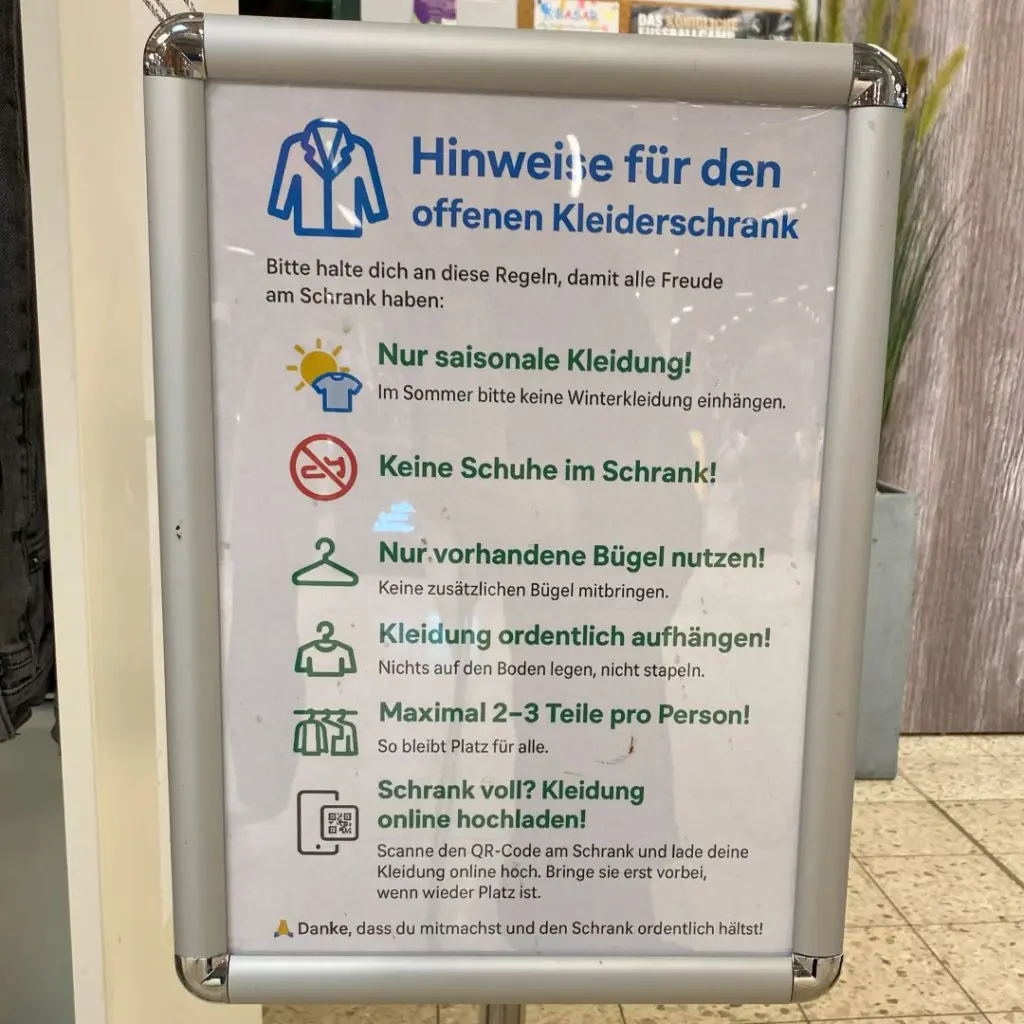 BASAR
DAS KÖNIGLICHE
FUSSBALLCAMP
Hinweise für den
offenen Kleiderschrank
Bitte halte dich an diese Regeln, damit alle Freude
am Schrank haben:
Nur saisonale Kleidung!
Im Sommer bitte keine Winterkleidung einhängen.
Keine Schuhe im Schrank!
Nur vorhandene Bügel nutzen!
Keine zusätzlichen Bügel mitbringen.
Kleidung ordentlich aufhängen!
Nichts auf den Boden legen, nicht stapeln.
Maximal 2–3 Teile pro Person!
So bleibt Platz für alle.
Schrank voll? Kleidung
online hochladen!
Scanne den QR-Code am Schrank und lade deine
Kleidung online hoch. Bringe sie erst vorbei,
wenn wieder Platz ist.
🙏 Danke, dass du mitmachst und den Schrank ordentlich hältst!